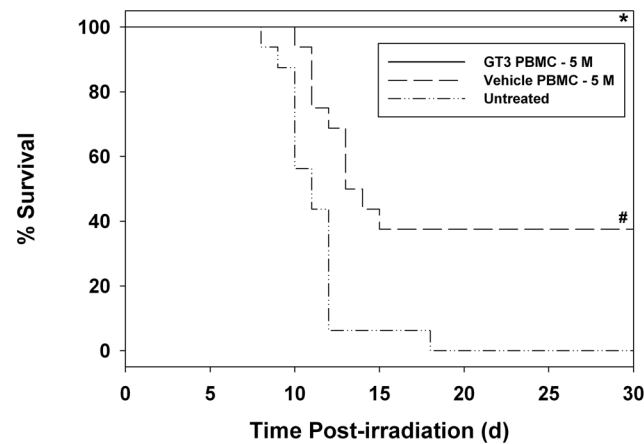 *
100
GT3 PBMC - 5 M
Vehicle PBMC - 5 M
Untreated
80
60
% Survival
#
40
20
0
0 5 10 15 20 25 30
Time Post-irradiation (d)